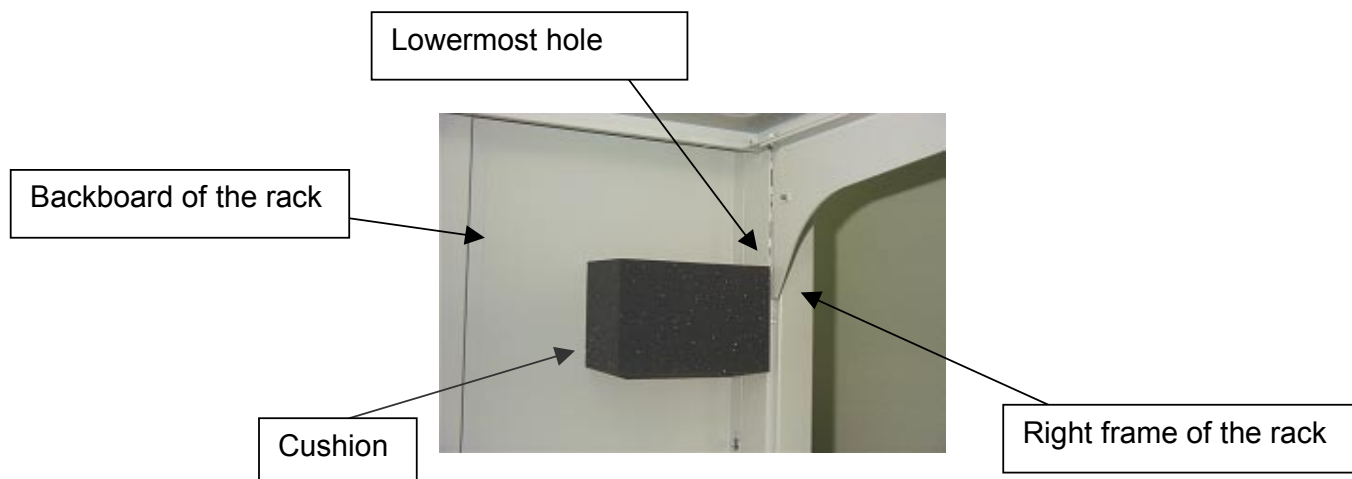 Lowermost hole
Backboard of the rack
Cushion
Right frame of the rack